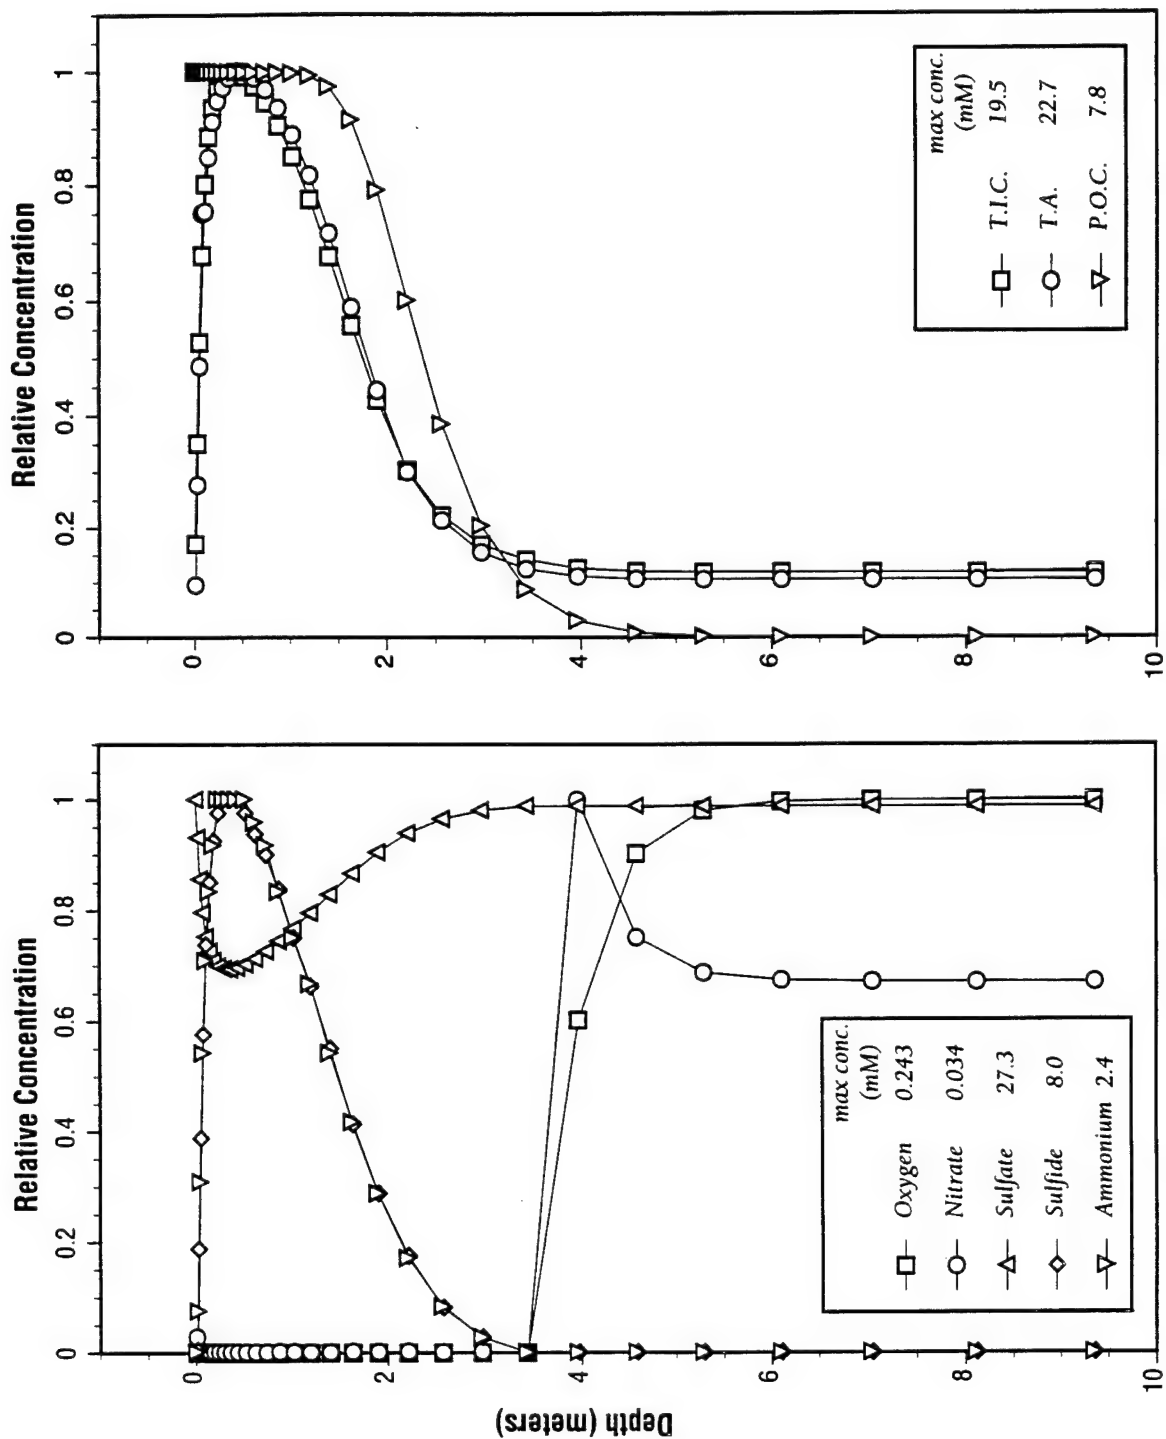 Relative Concentration
0
0.2
0.4
0.6
0.8
1
0
2
4
6
8
10
Depth (meters)
max conc.
(mM)
Oxygen 0.243
Nitrate 0.034
Sulfate 27.3
Sulfide 8.0
Ammonium 2.4
Relative Concentration
0
0.2
0.4
0.6
0.8
1
0
2
4
6
8
10
max conc.
(mM)
T.I.C. 19.5
T.A. 22.7
P.O.C. 7.8